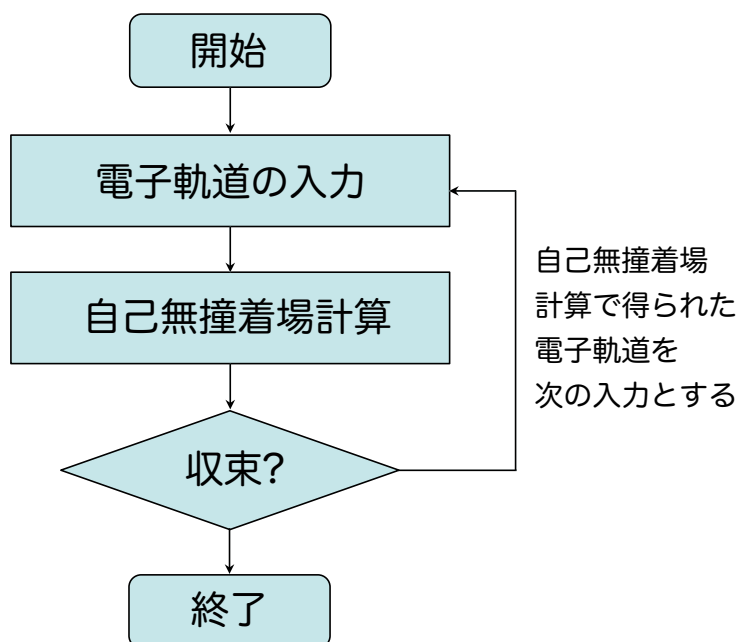 開始
電子軌道の入力
自己無撞着場計算
自己無撞着場
計算で得られた
電子軌道を
次の入力とする
収束?
終了